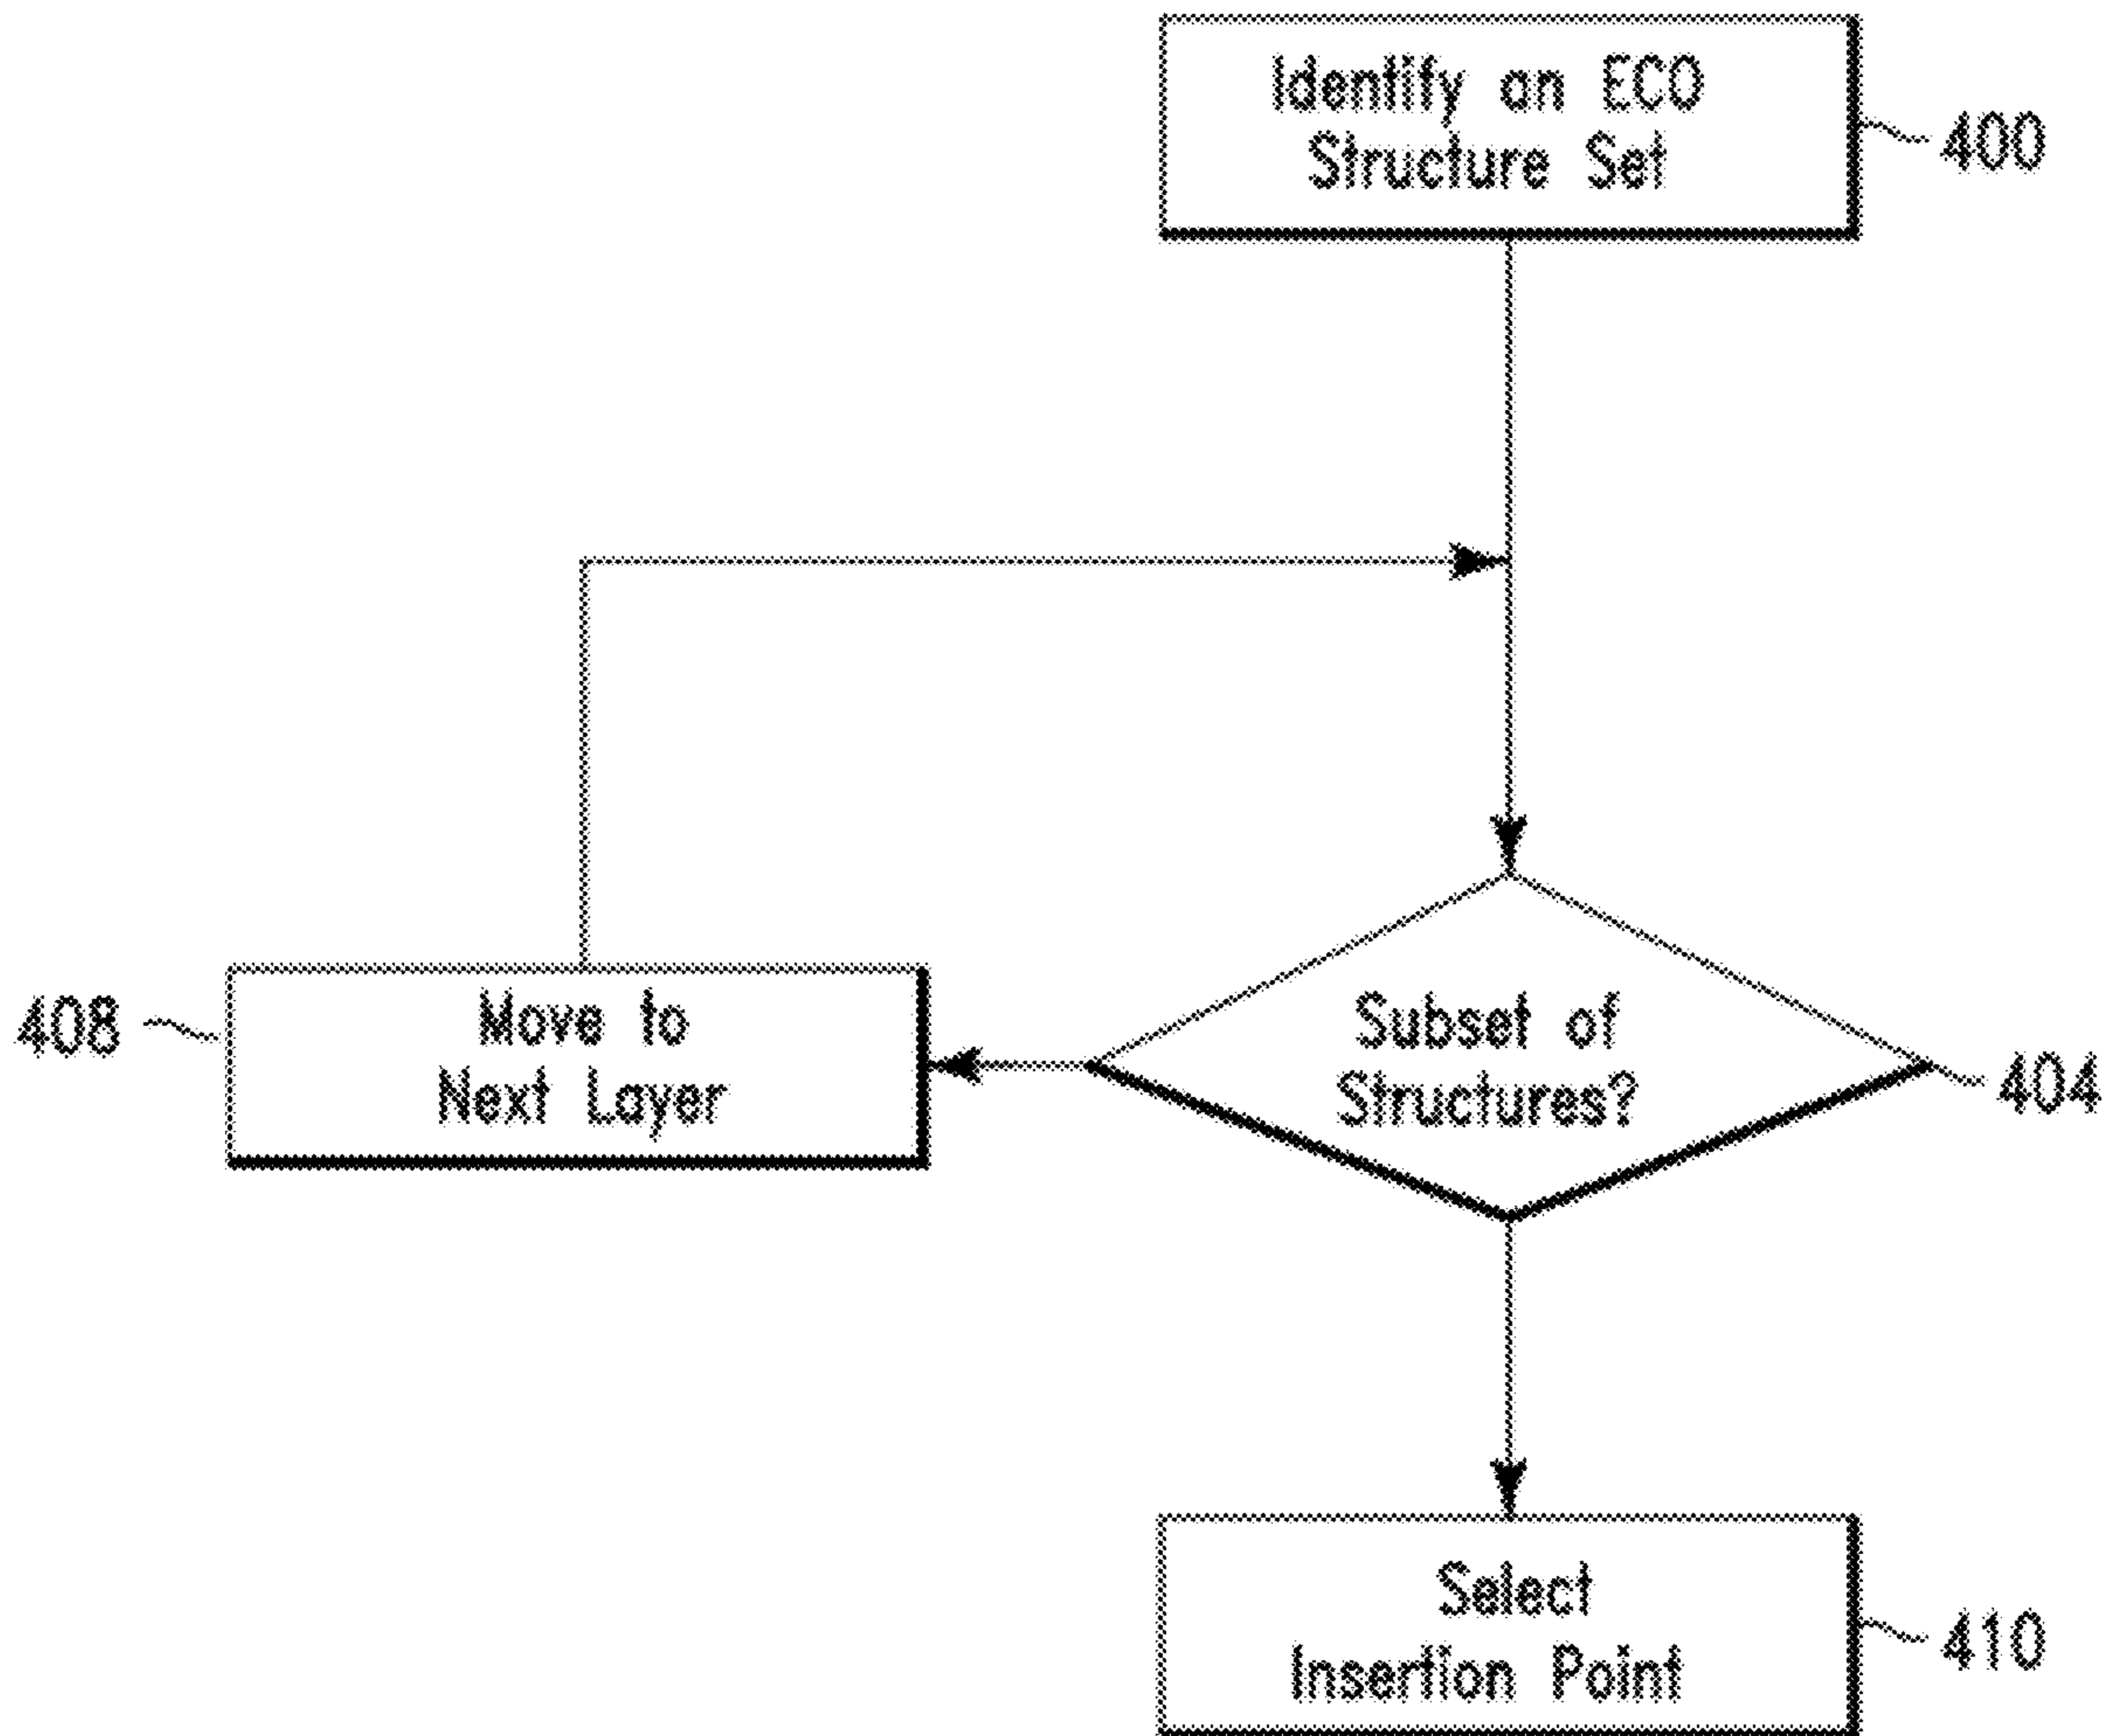 Identify an ECO
Structure Set
400
Move to
Next Layer
408
Subset of
Structures?
404
Select
Insertion Point
410